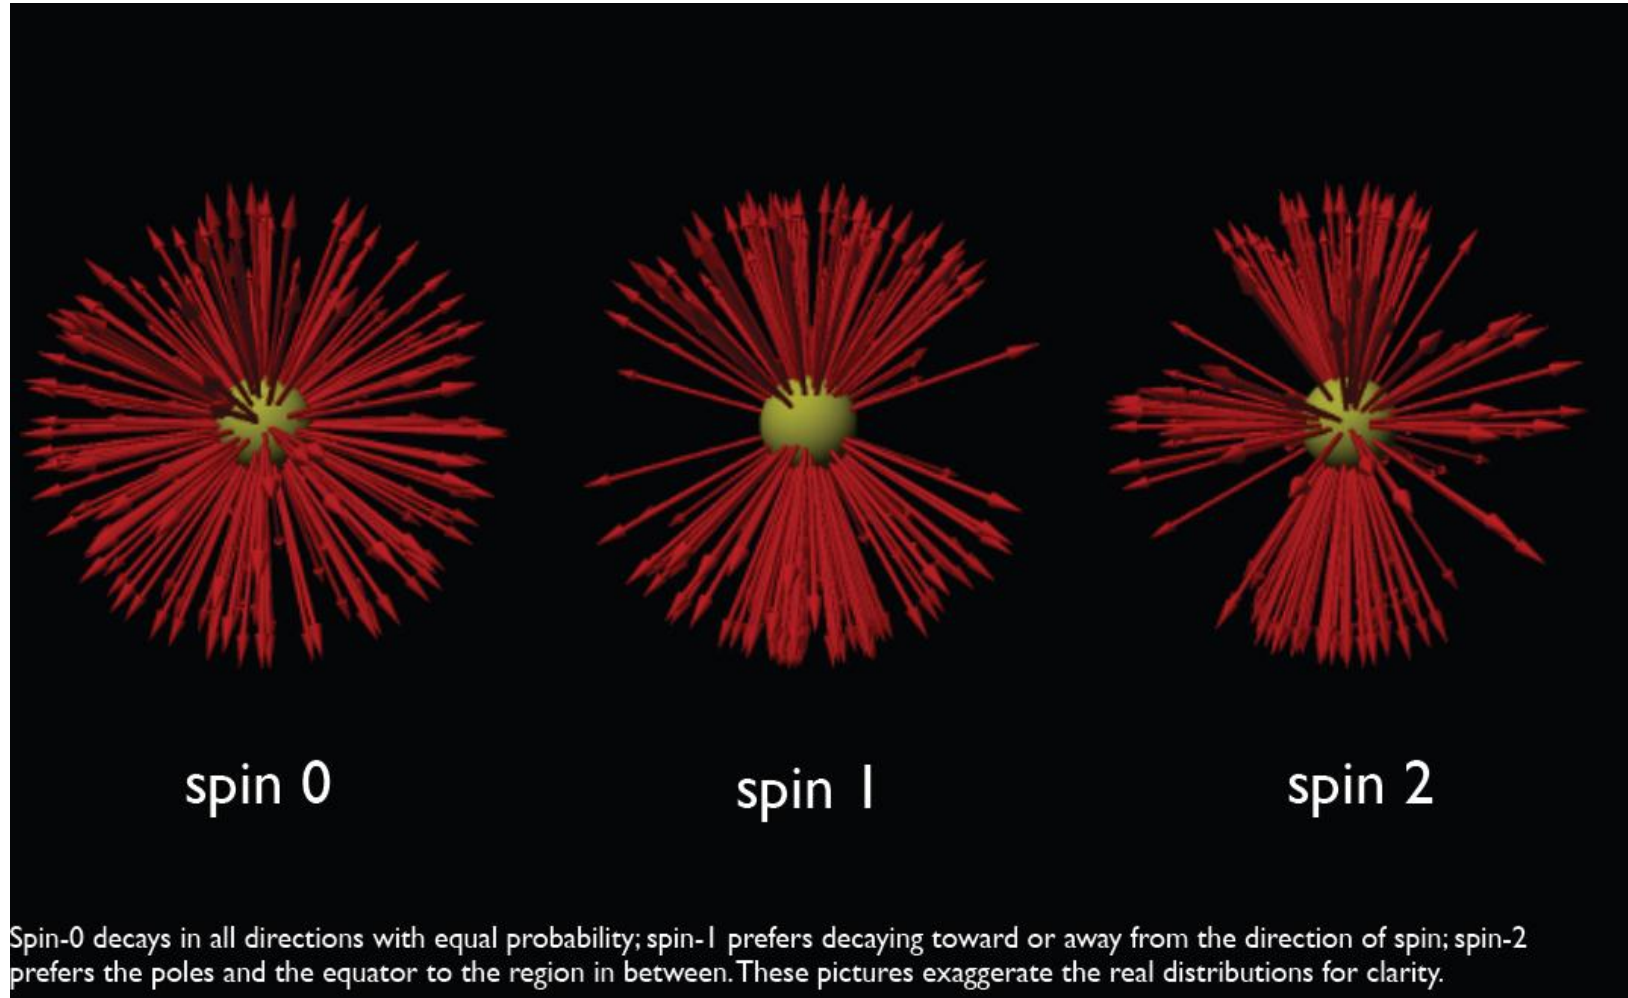 spin 0
spin 1
spin 2
Spin-0 decays in all directions with equal probability; spin-1 prefers decaying toward or away from the direction of spin; spin-2
prefers the poles and the equator to the region in between. These pictures exaggerate the real distributions for clarity.